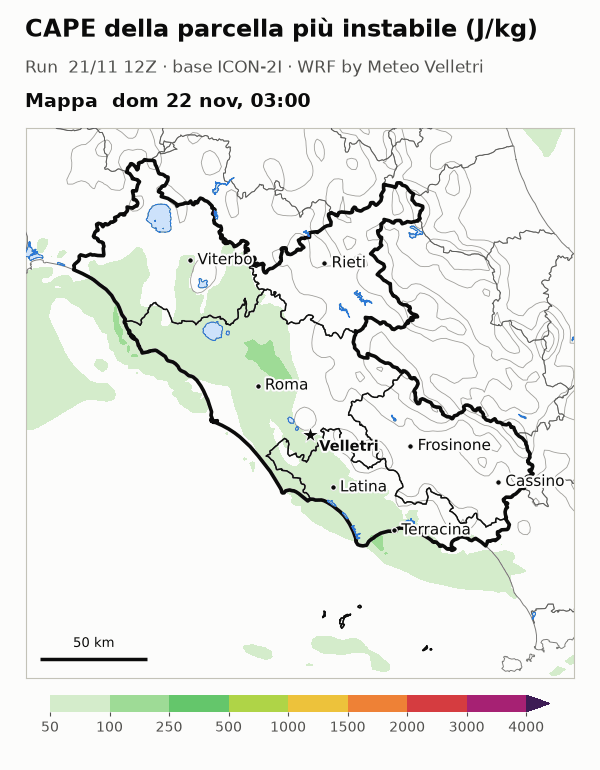 CAPE della parcella più instabile (J/kg)
Run  21/11 12Z · base ICON-2I · WRF by Meteo Velletri
Mappa  dom 22 nov, 03:00
Viterbo
Rieti
Roma
Velletri
Frosinone
Latina
Cassino
Terracina
50 km
50 100 250 500 1000 1500 2000 3000 4000